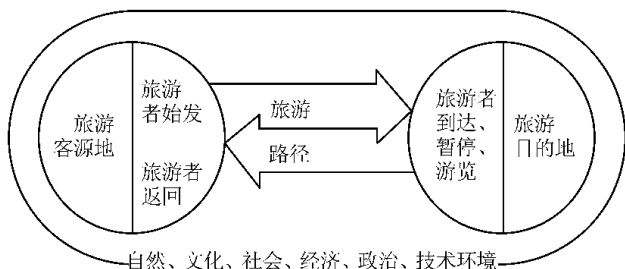 旅游
客源地
旅游
者始发
旅游者
返回
旅游
路径
旅游者
到达、
暂停、
游览
旅游
目的地
自然、文化、社会、经济、政治、技术环境